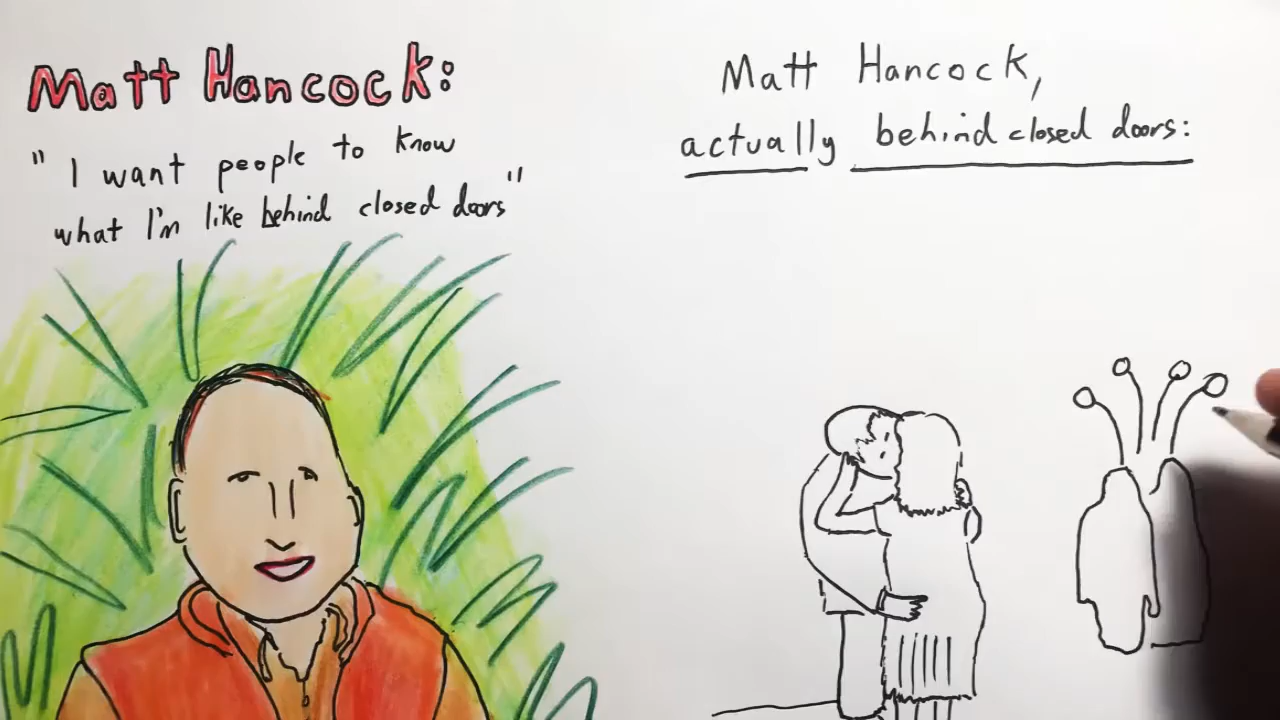 Matt Hancock:
"I want people to know
what I'm like behind closed doors"
Matt Hancock,
actually behind closed doors: